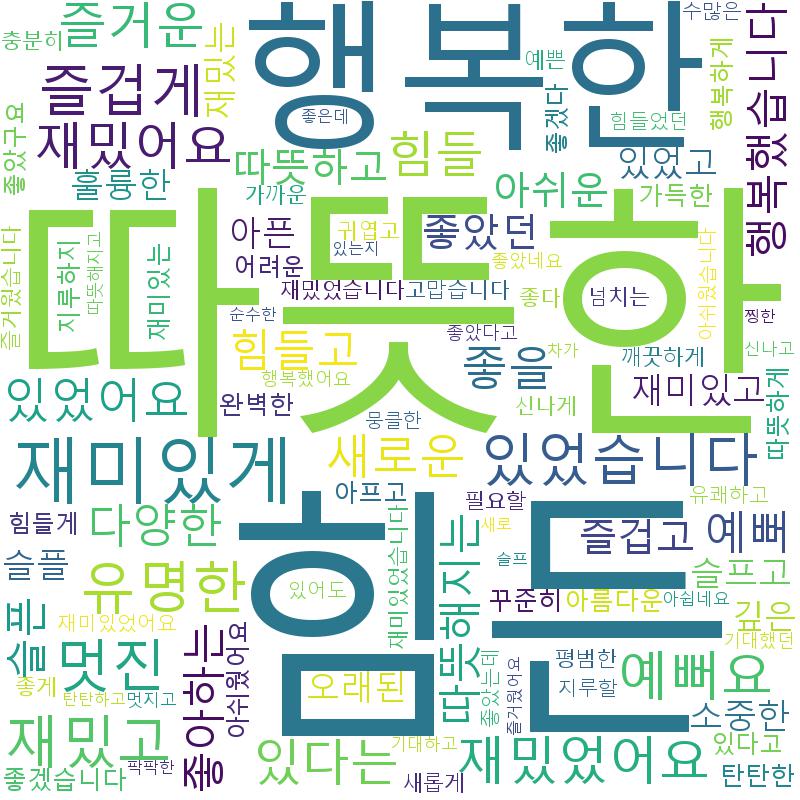 즐거운
수많은
충분히
행복한
예쁜
재밌는
즐겁게
좋은데
좋겠다
행복하게
행복했습니다
좋았구요
재밌어요
힘들었던
힘들
따뜻하고
있었고
훌륭한
가까운
아쉬운
가득한
아픈
귀엽고
좋았던
있는지
어려운
좋았네요
아쉬웠습니다
즐거웠습니다
지루하지
따뜻해지고
재미있는
따뜻한
재밌었습니다
고맙습니다
좋다
넘치는
순수한
찡한
좋았다고
힘들고
차가
좋을
깨끗하게
신나고
행복했어요
재미있고
있었어요
완벽한
신나게
따뜻하게
뭉클한
재미있게
새로운
있었습니다
아프고
필요할
유쾌하고
힘들게
다양한
새로
즐겁고
예뻐
힘든
재미있었습니다
슬플
슬프
유명한
있어도
따뜻해지는
슬프고
꾸준히
아름다운
아쉽네요
깊은
재미있었어요
기대했던
슬픈
멋진
좋아하는
아쉬웠어요
평범한
예뻐요
좋게
오래된
좋았는데
즐거웠어요
지루할
탄탄하고
멋지고
소중한
재밌고
기대하고
있다는
재밌었어요
있다고
좋겠습니다
팍팍한
새롭게
탄탄한